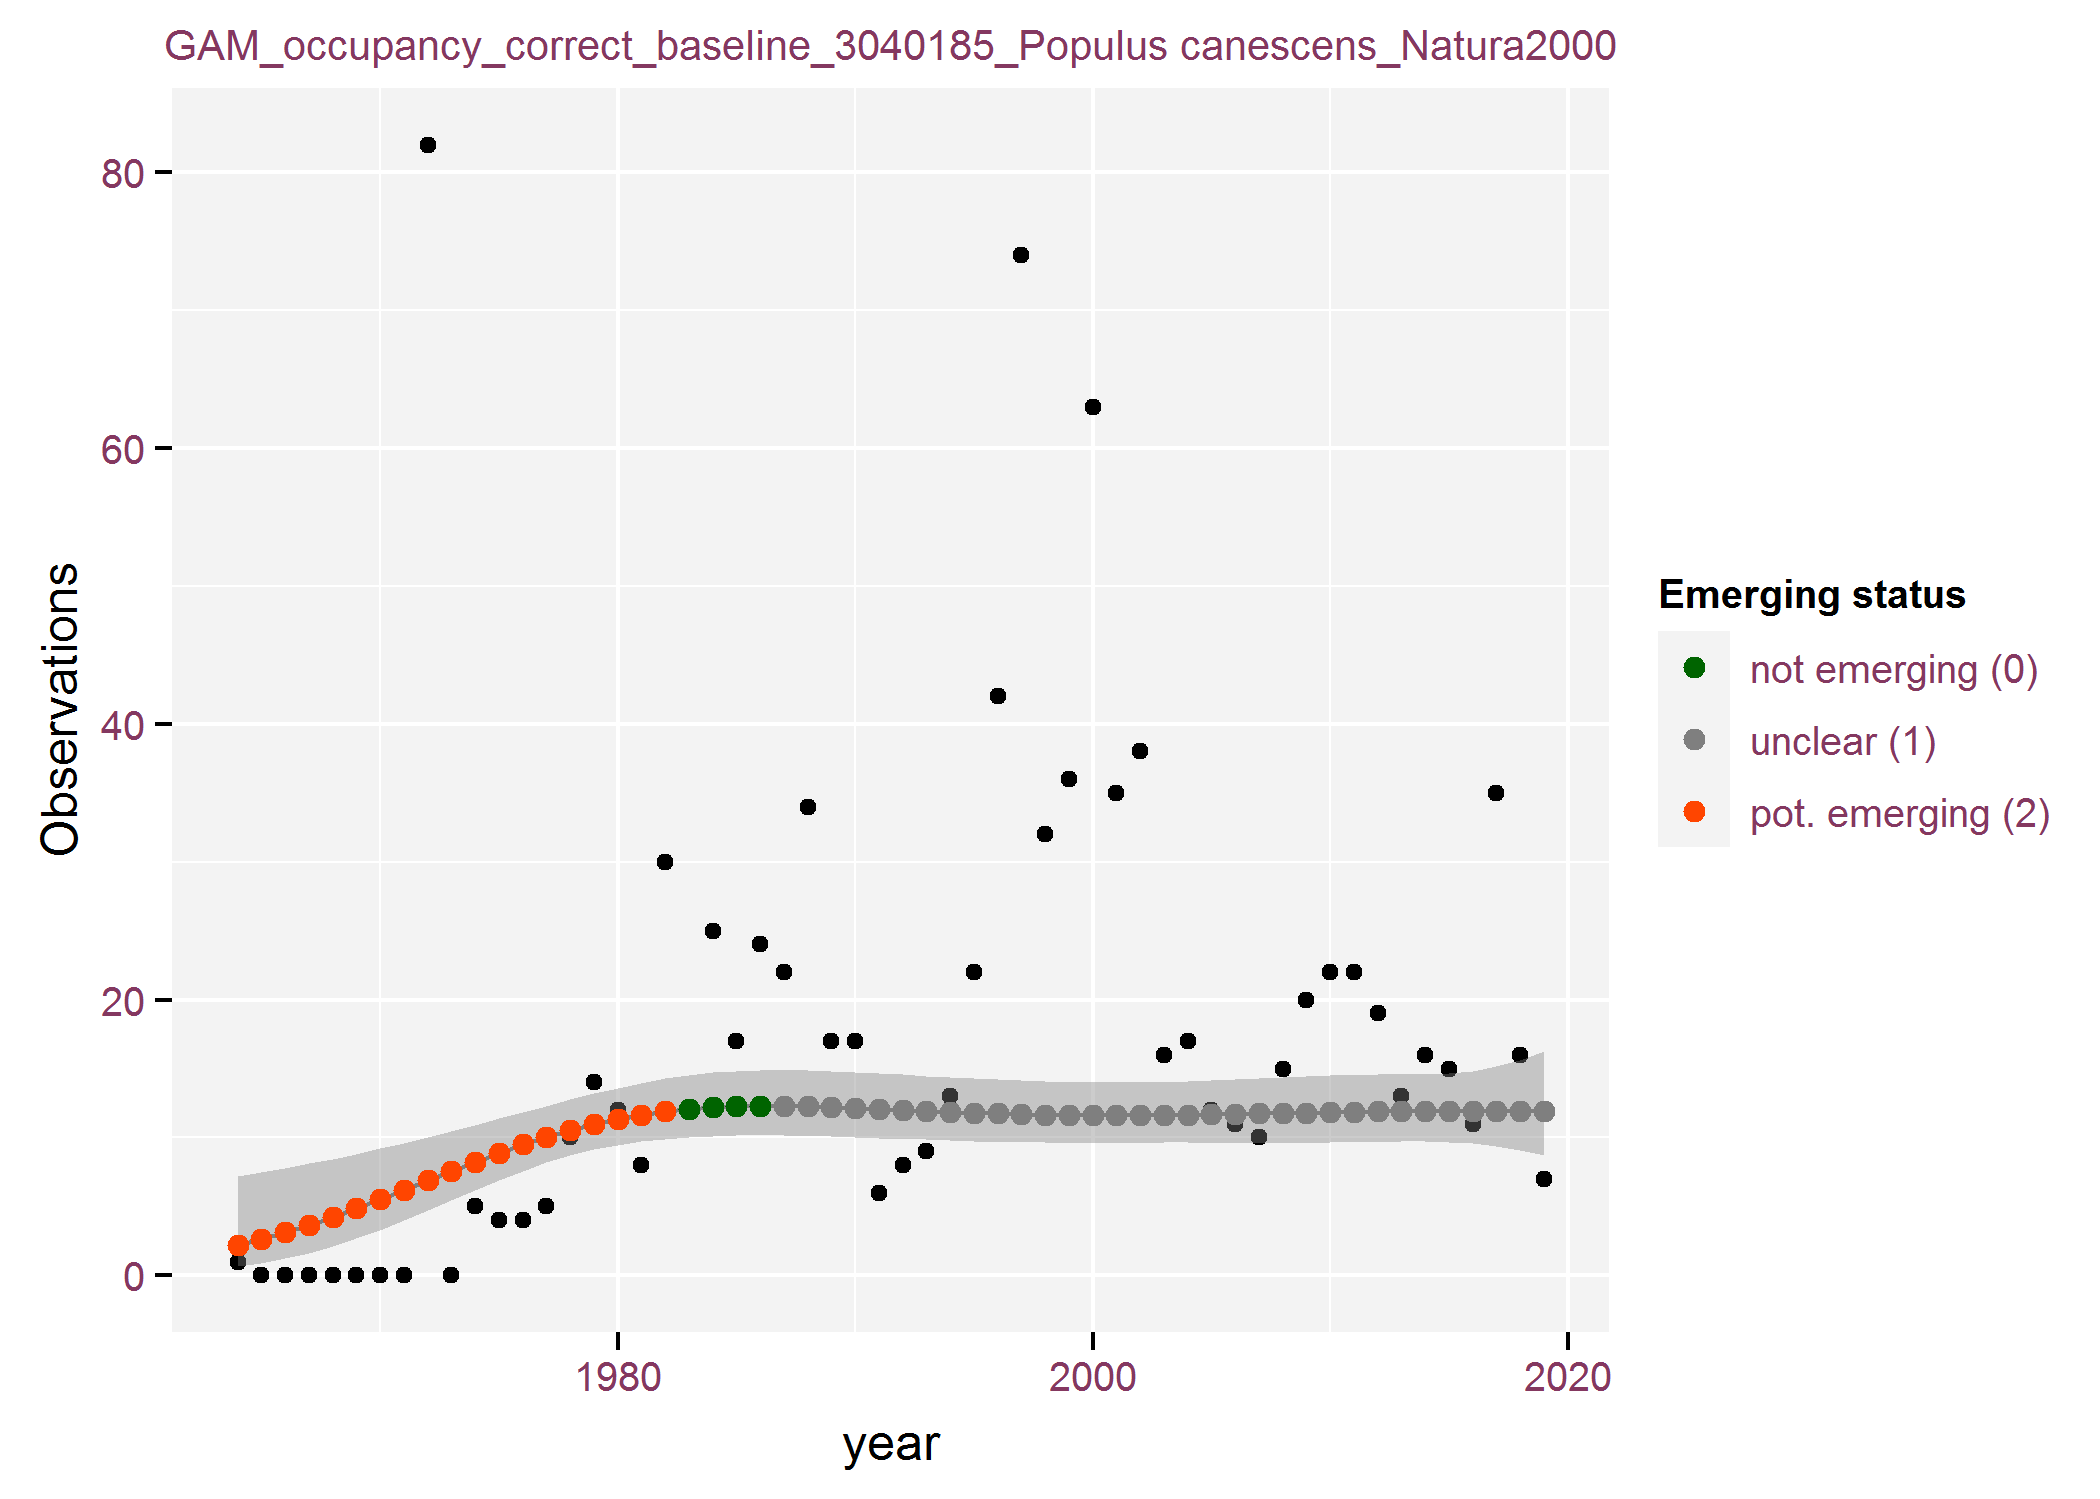 GAM_occupancy_correct_baseline_3040185_Populus canescens_Natura2000
Observations
80
60
40
20
0
1980
2000
2020
year
Emerging status
not emerging (0)
unclear (1)
pot. emerging (2)